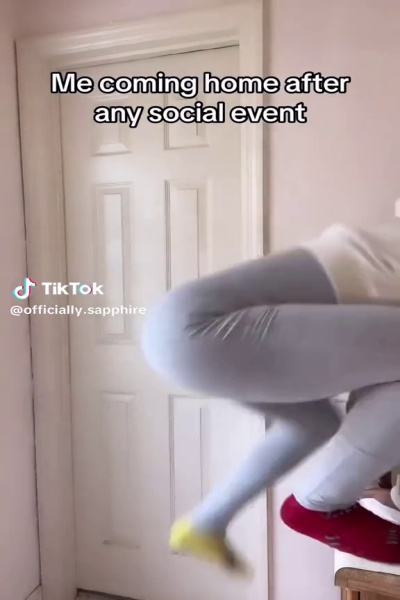 Me coming home after
any social event
TikTok
@officially.sapphire